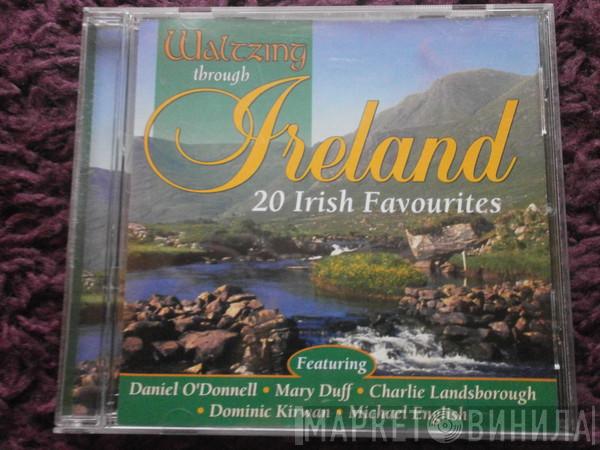 Waltzing
through
Ireland
20 Irish Favourites
Featuring
Daniel O'Donnell • Mary Duff • Charlie Landsborough
• Dominic Kirwan • Michael English
МАРКЕТ ВИНИЛА